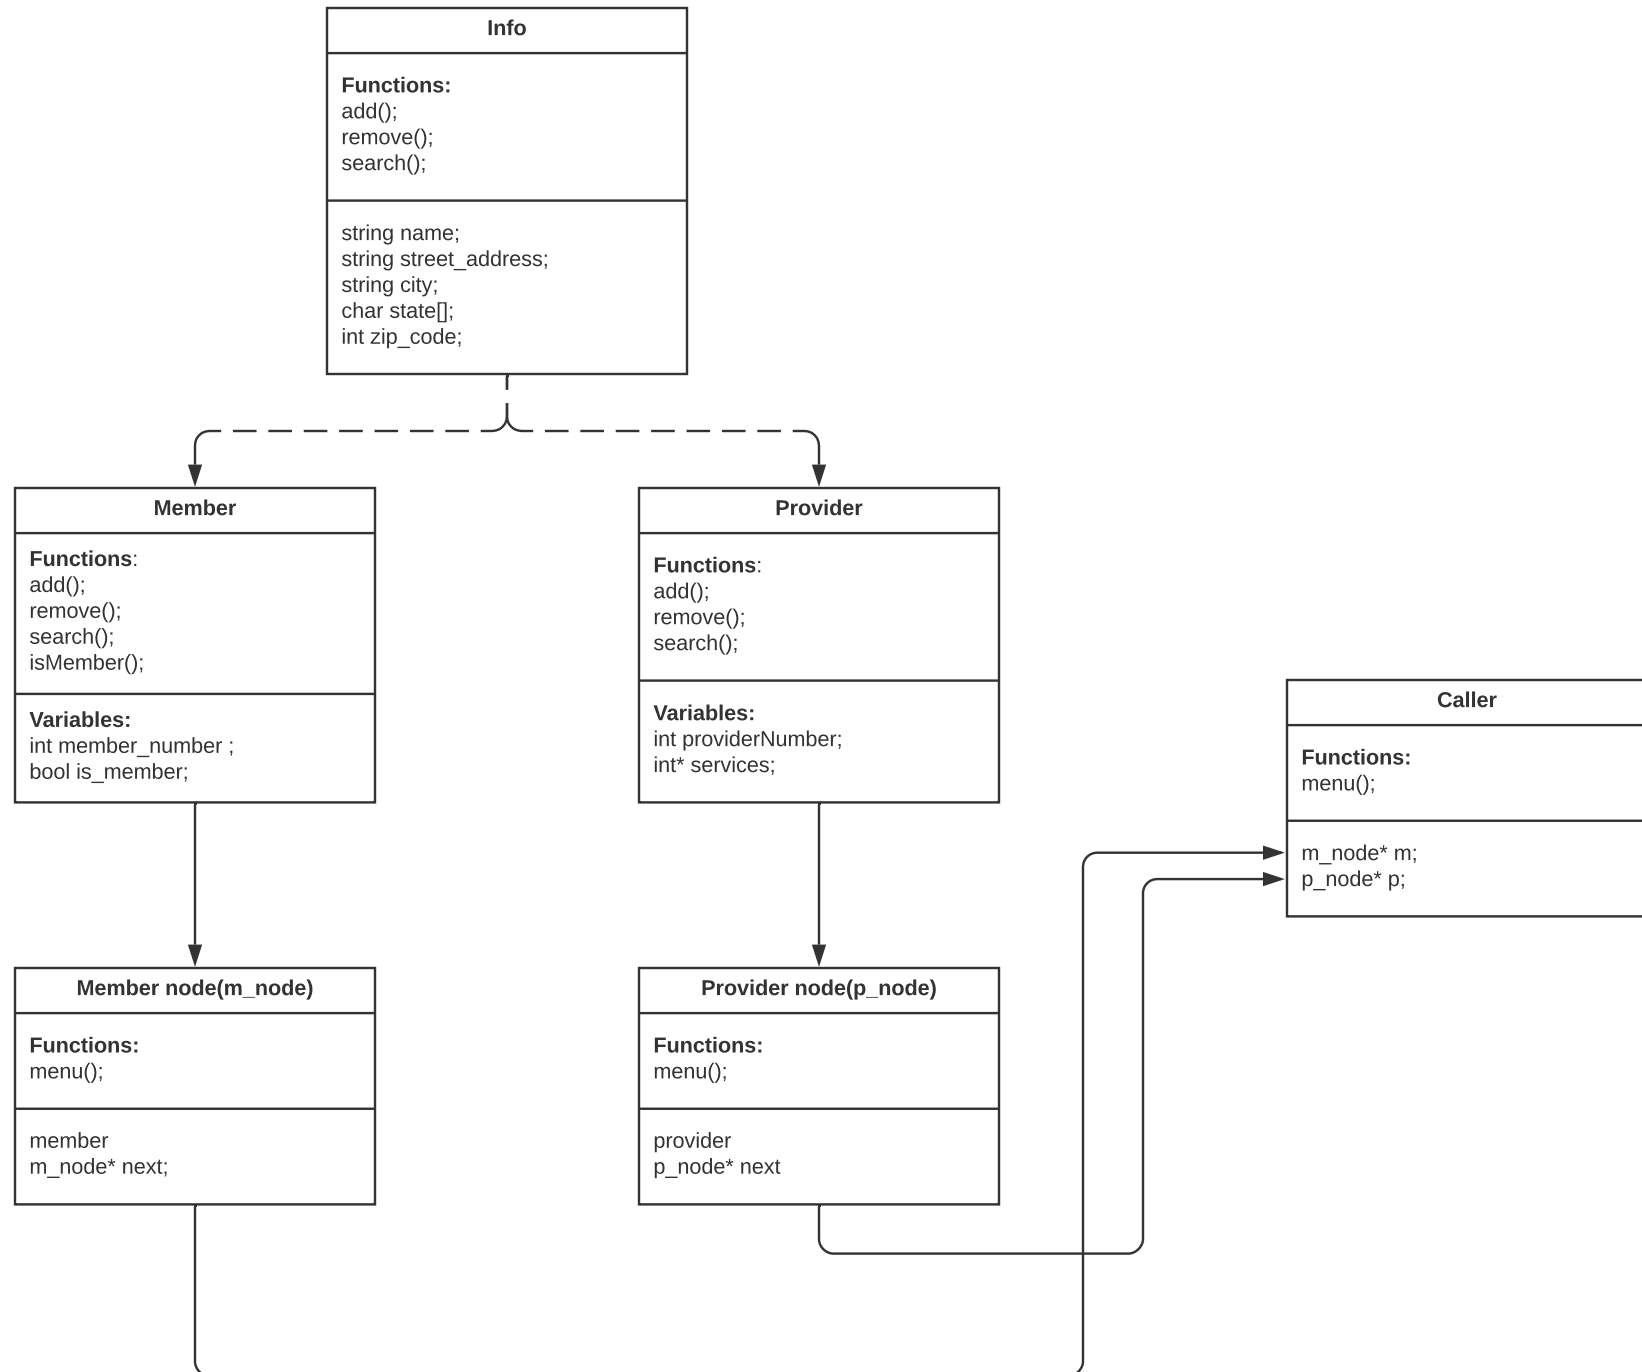 Info
Functions:
add();
remove();
search();
string name;
string street_address;
string city;
char state[];
int zip_code;
Member
Functions:
add();
remove();
search();
isMember();
Variables:
int member_number ;
bool is_member;
Provider
Functions:
add();
remove();
search();
Variables:
int providerNumber;
int* services;
Caller
Functions:
menu();
m_node* m;
p_node* p;
Member node(m_node)
Functions:
menu();
member
m_node* next;
Provider node(p_node)
Functions:
menu();
provider
p_node* next